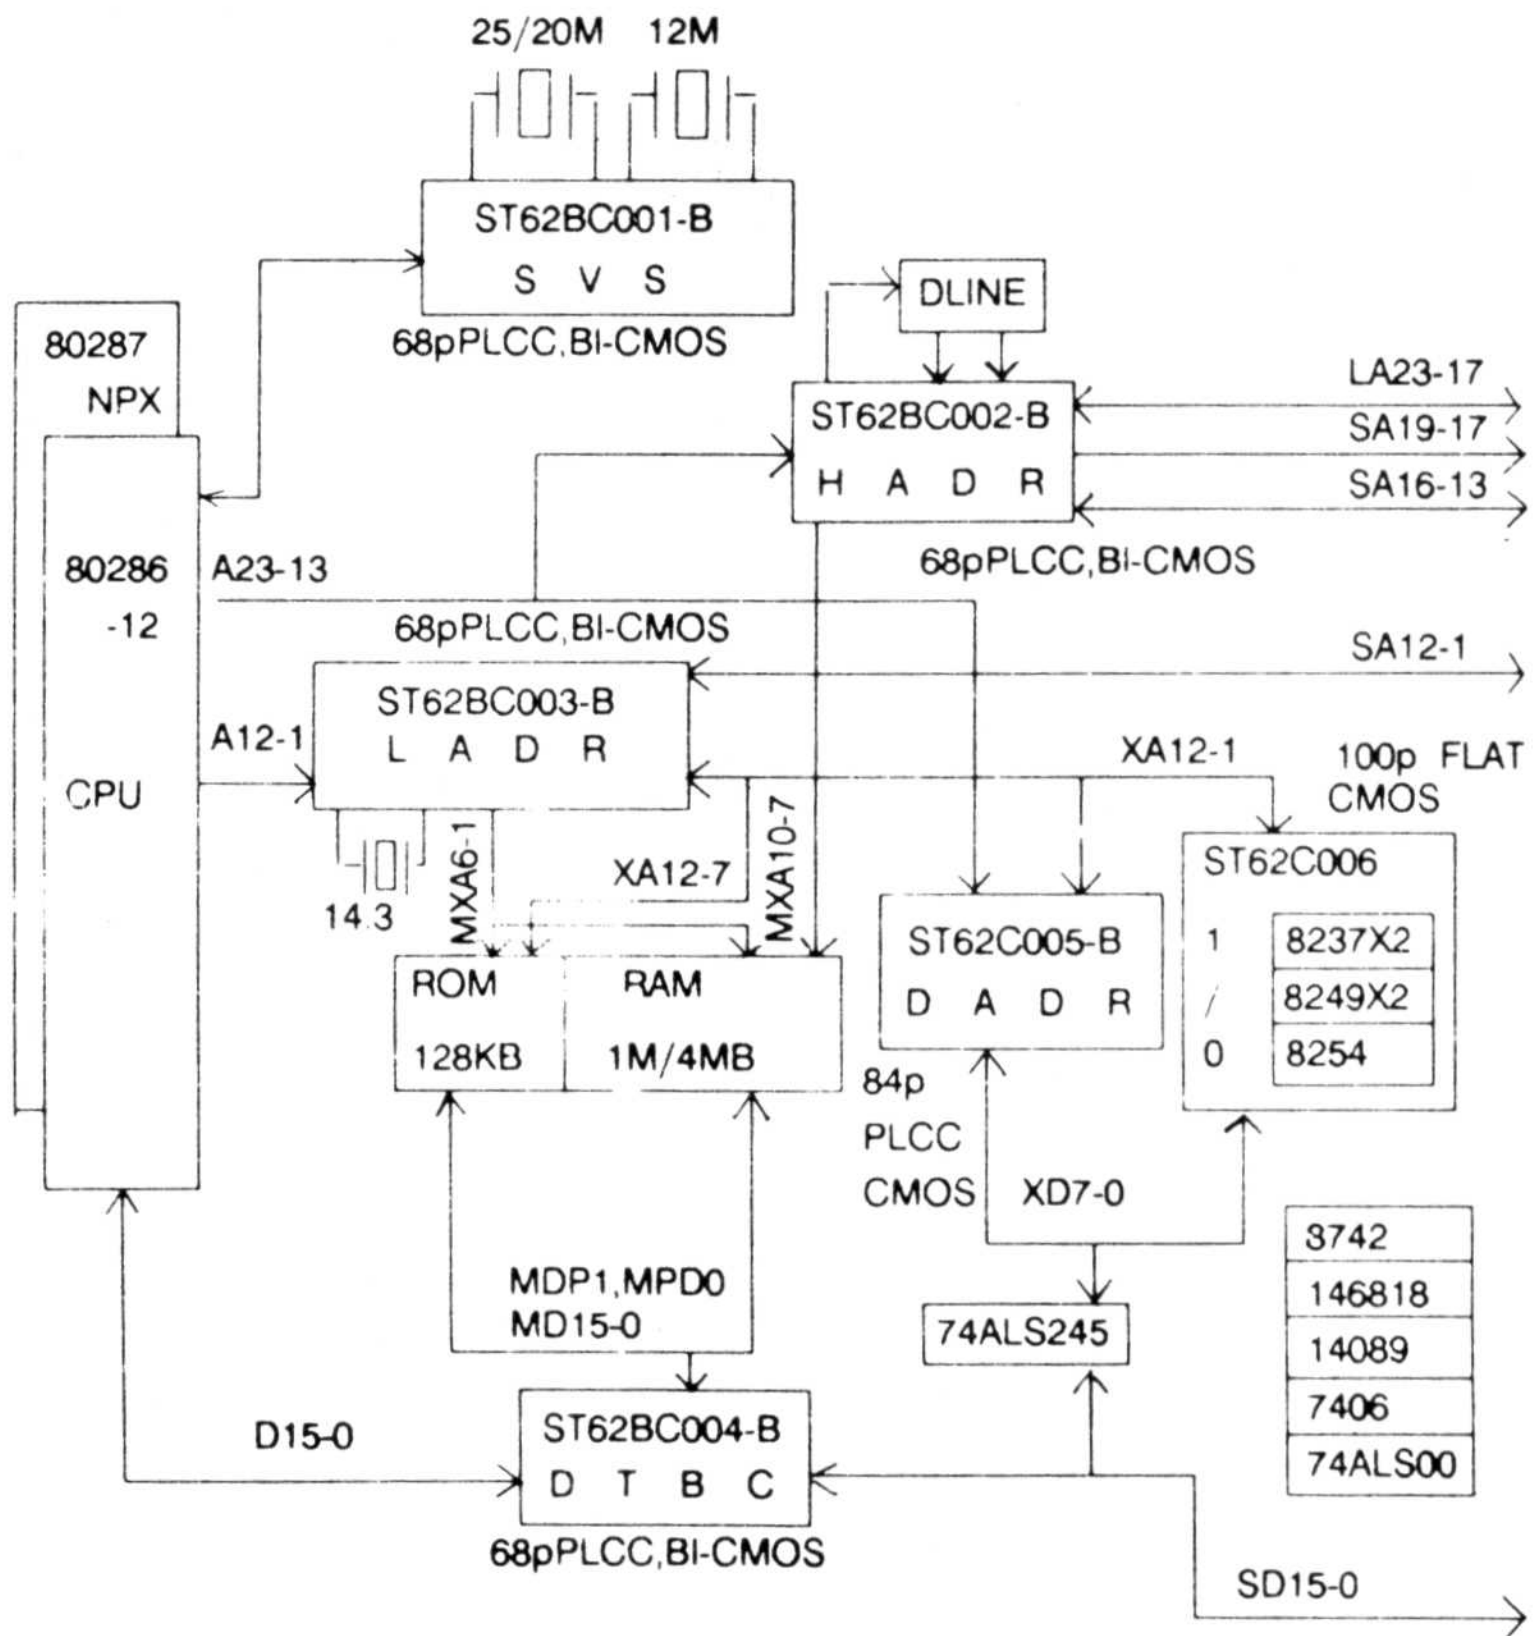 25/20M 12M
ST62BC001-B
S V S
68pPLCC,BI-CMOS
80287
NPX
DLINE
ST62BC002-B
H A D R
68pPLCC,BI-CMOS
LA23-17
SA19-17
SA16-13
80286
-12
CPU
A23-13
68pPLCC,BI-CMOS
ST62BC003-B
L A D R
A12-1
SA12-1
XA12-1
100p FLAT
CMOS
14.3
MXA6-1
XA12-7
MXA10-7
ROM
128KB
RAM
1M/4MB
ST62C005-B
D A D R
84p
PLCC
CMOS
ST62C006
1
/
0
8237X2
8249X2
8254
XD7-0
MDP1,MPD0
MD15-0
74ALS245
8742
146818
14089
7406
74ALS00
D15-0
ST62BC004-B
D T B C
68pPLCC,BI-CMOS
SD15-0